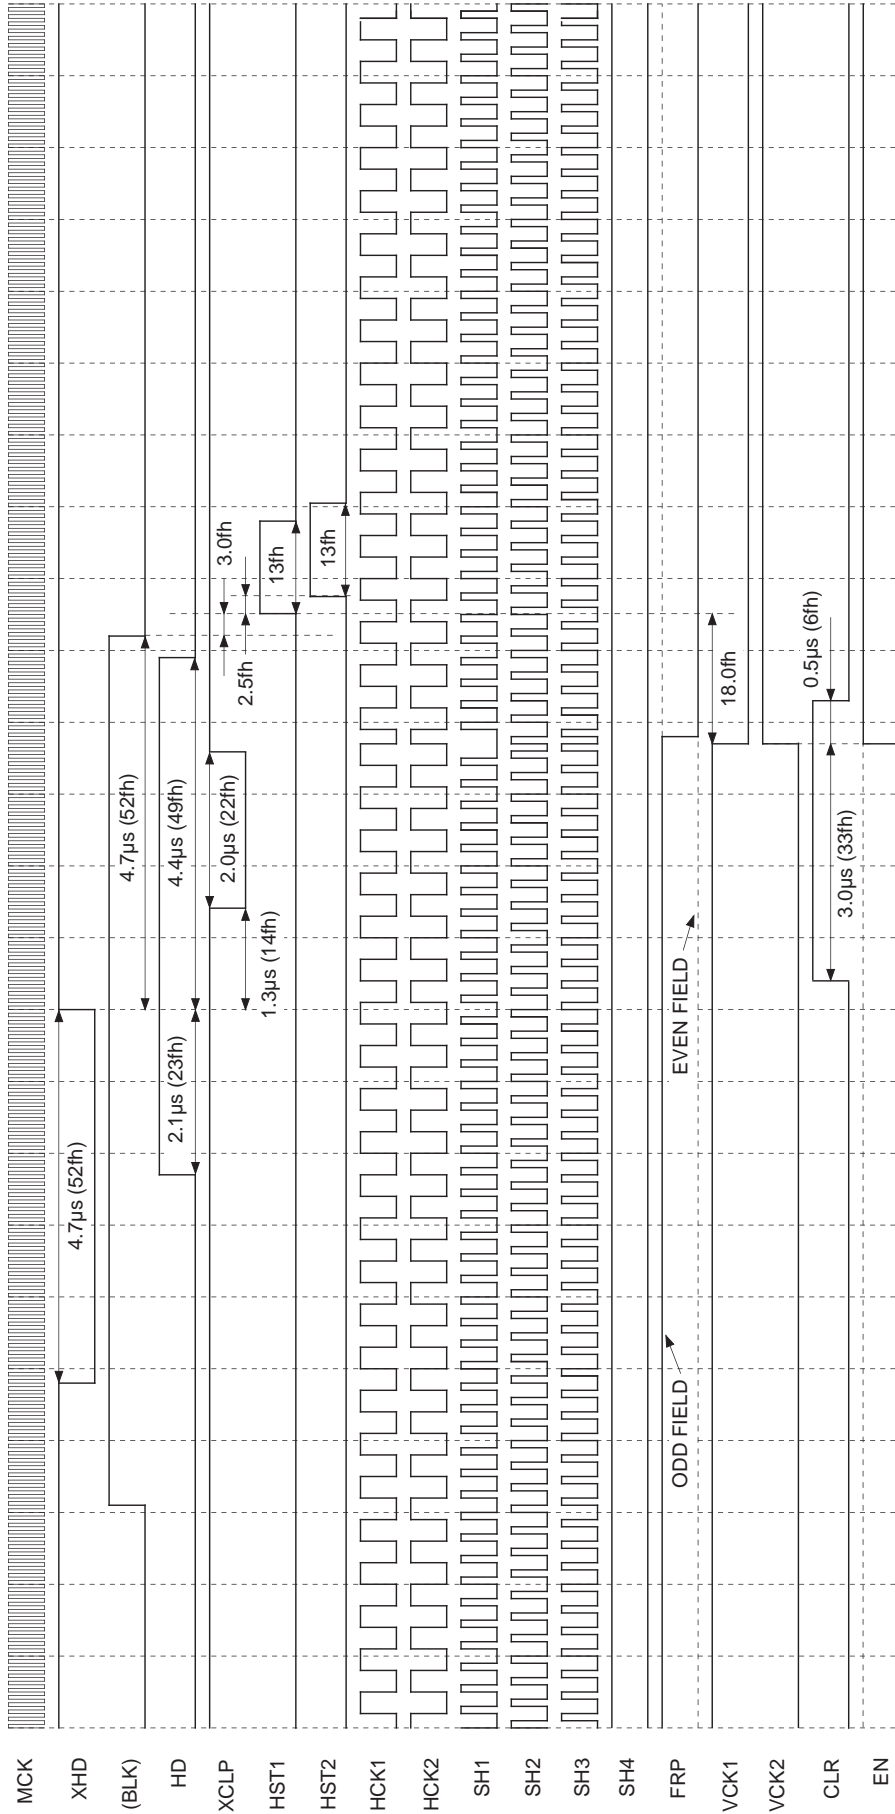 MCK
XHD
4.7µs (52fh)
(BLK)
4.7µs (52fh)
HD
2.1µs (23fh)
4.4µs (49fh)
XCLP
1.3µs (14fh)
2.0µs (22fh)
2.5fh
3.0fh
HST1
13fh
HST2
13fh
HCK1
HCK2
SH1
SH2
SH3
SH4
FRP
ODD FIELD
EVEN FIELD
VCK1
18.0fh
VCK2
CLR
3.0µs (33fh)
0.5µs (6fh)
EN